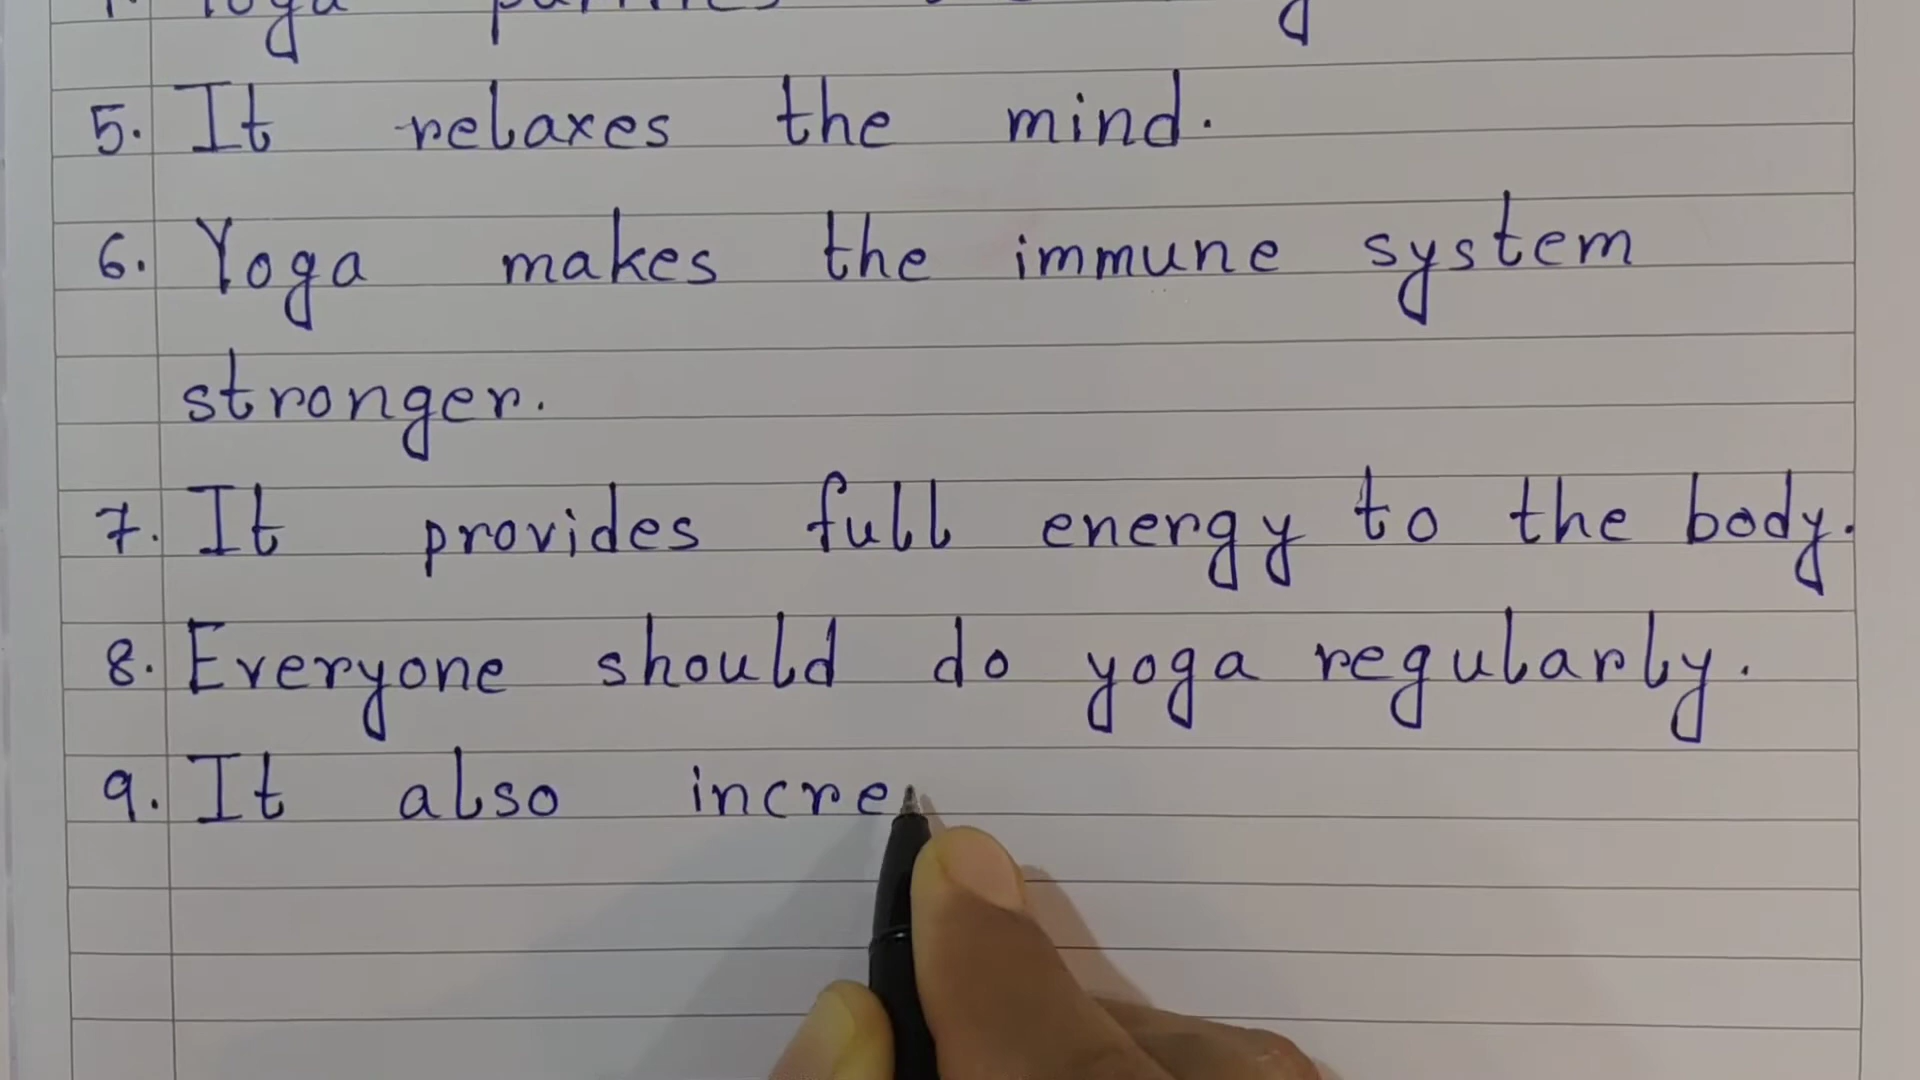 Yoga
5. It relaxes the mind.
6. Yoga makes the immune system
stronger.
7. It provides full energy to the body.
8. Everyone should do yoga regularly.
9. It also incre